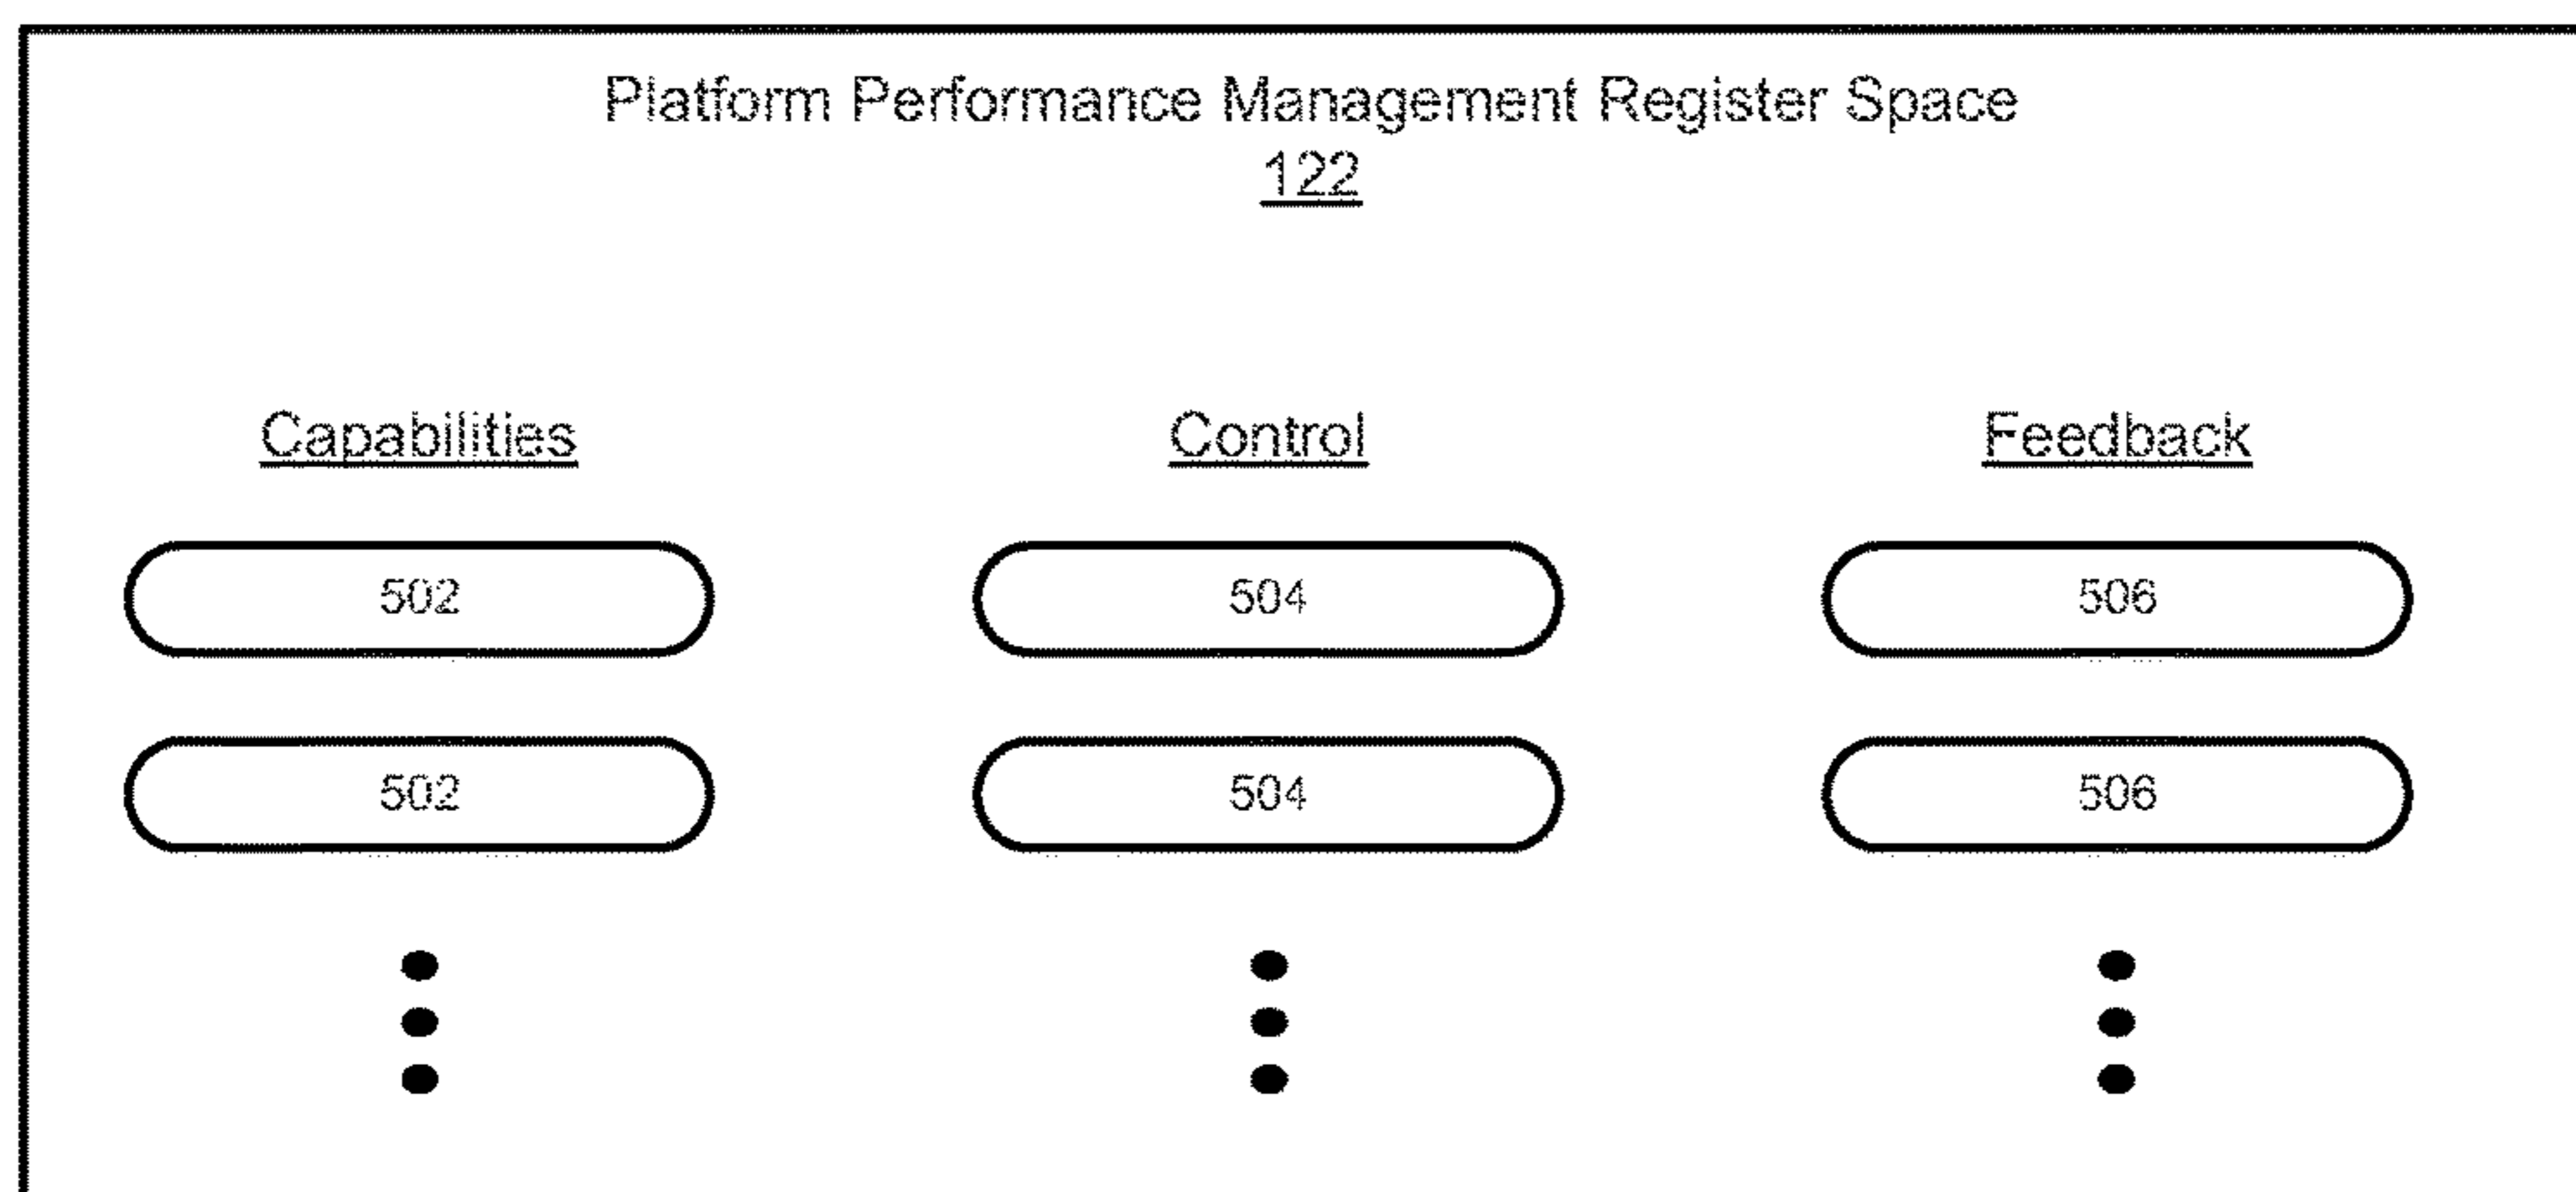 Platform Performance Management Register Space
122
Capabilities Control Feedback
502 504 506
502 504 506